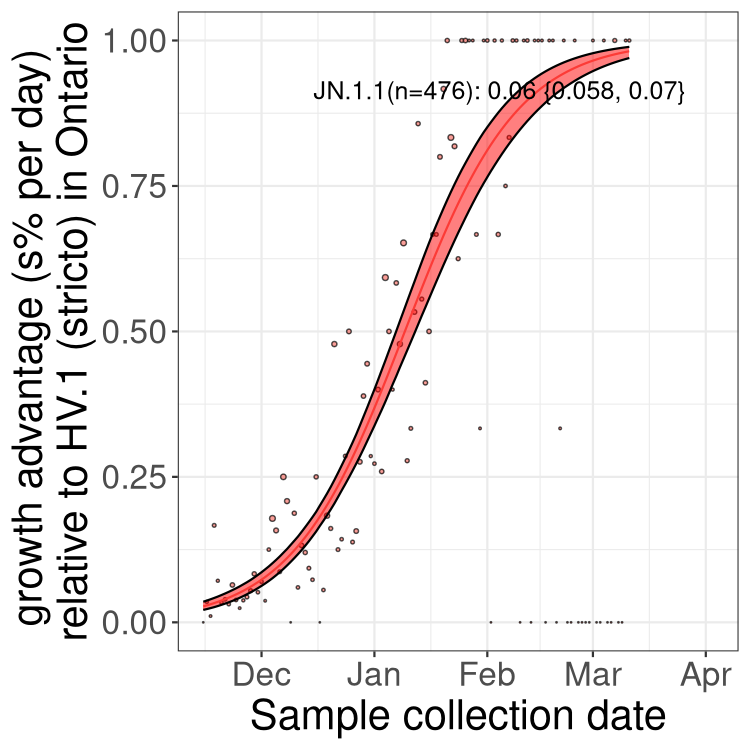 growth advantage (s% per day)
relative to HV.1 (stricto) in Ontario
1.00
0.75
0.50
0.25
0.00
JN.1.1(n=476): 0.06 {0.058, 0.07}
Dec Jan Feb Mar Apr
Sample collection date